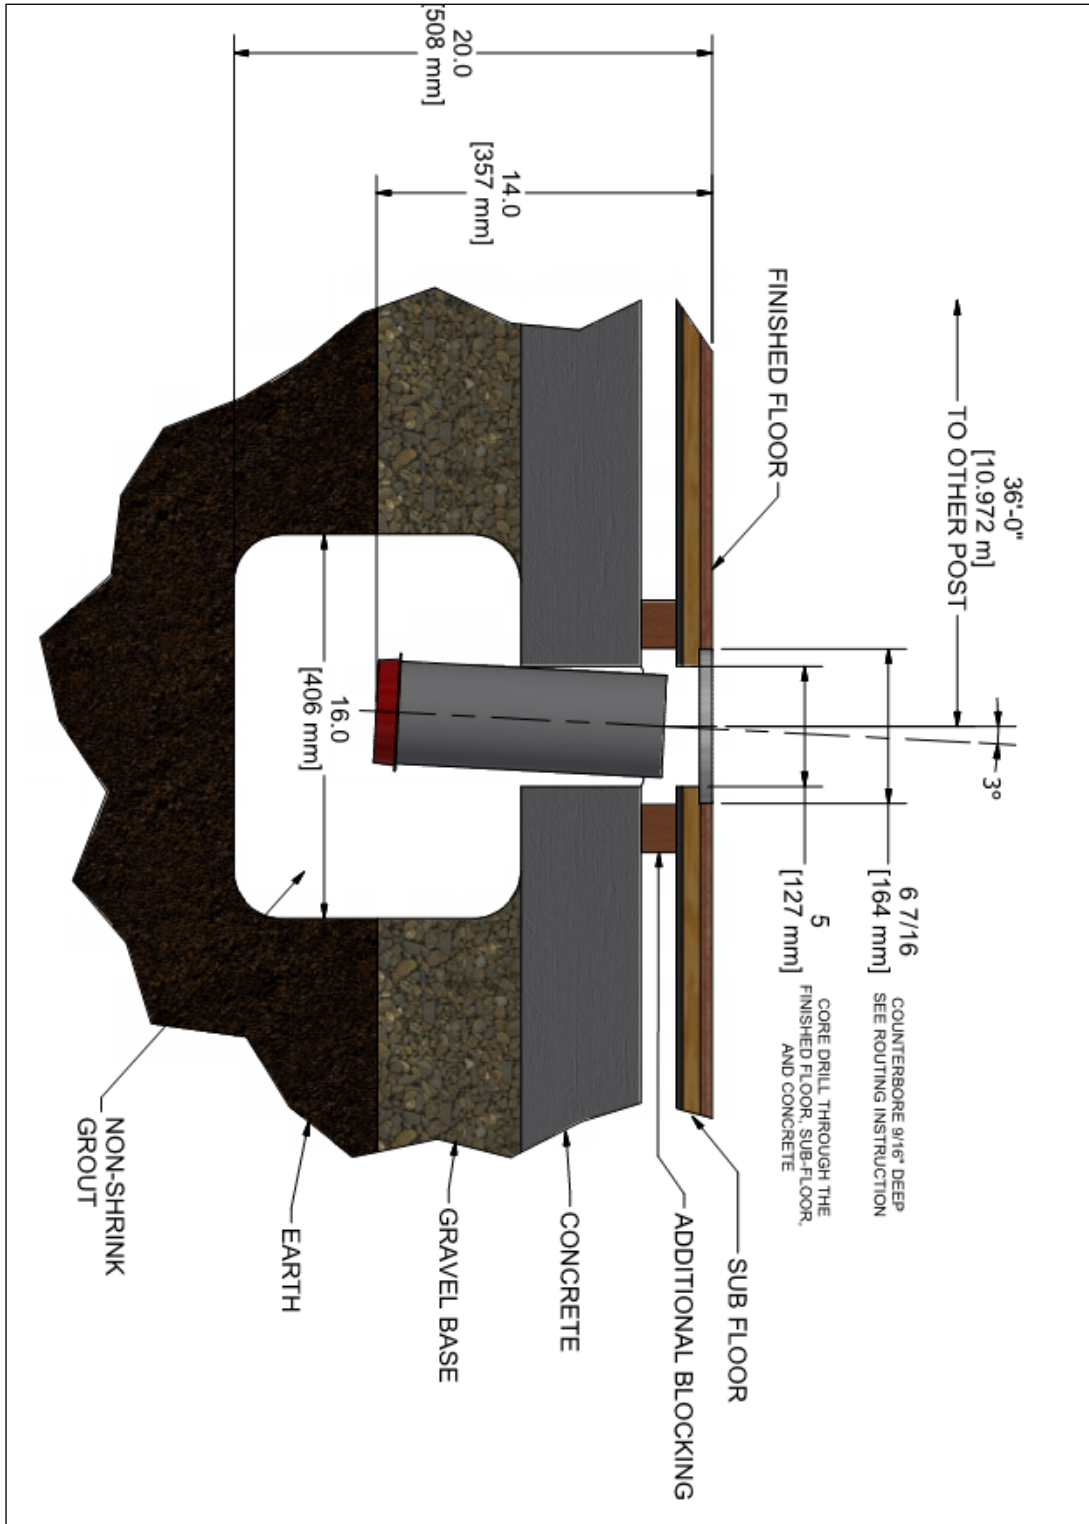 36'-0"
[10.972 m]
TO OTHER POST
3°
6 7/16
[164 mm]
COUNTERBORE 9/16" DEEP
SEE ROUTING INSTRUCTION
5
[127 mm]
CORE DRILL THROUGH THE
FINISHED FLOOR, SUB-FLOOR,
AND CONCRETE
FINISHED FLOOR
SUB FLOOR
ADDITIONAL BLOCKING
CONCRETE
GRAVEL BASE
EARTH
NON-SHRINK
GROUT
14.0
[357 mm]
20.0
[508 mm]
16.0
[406 mm]